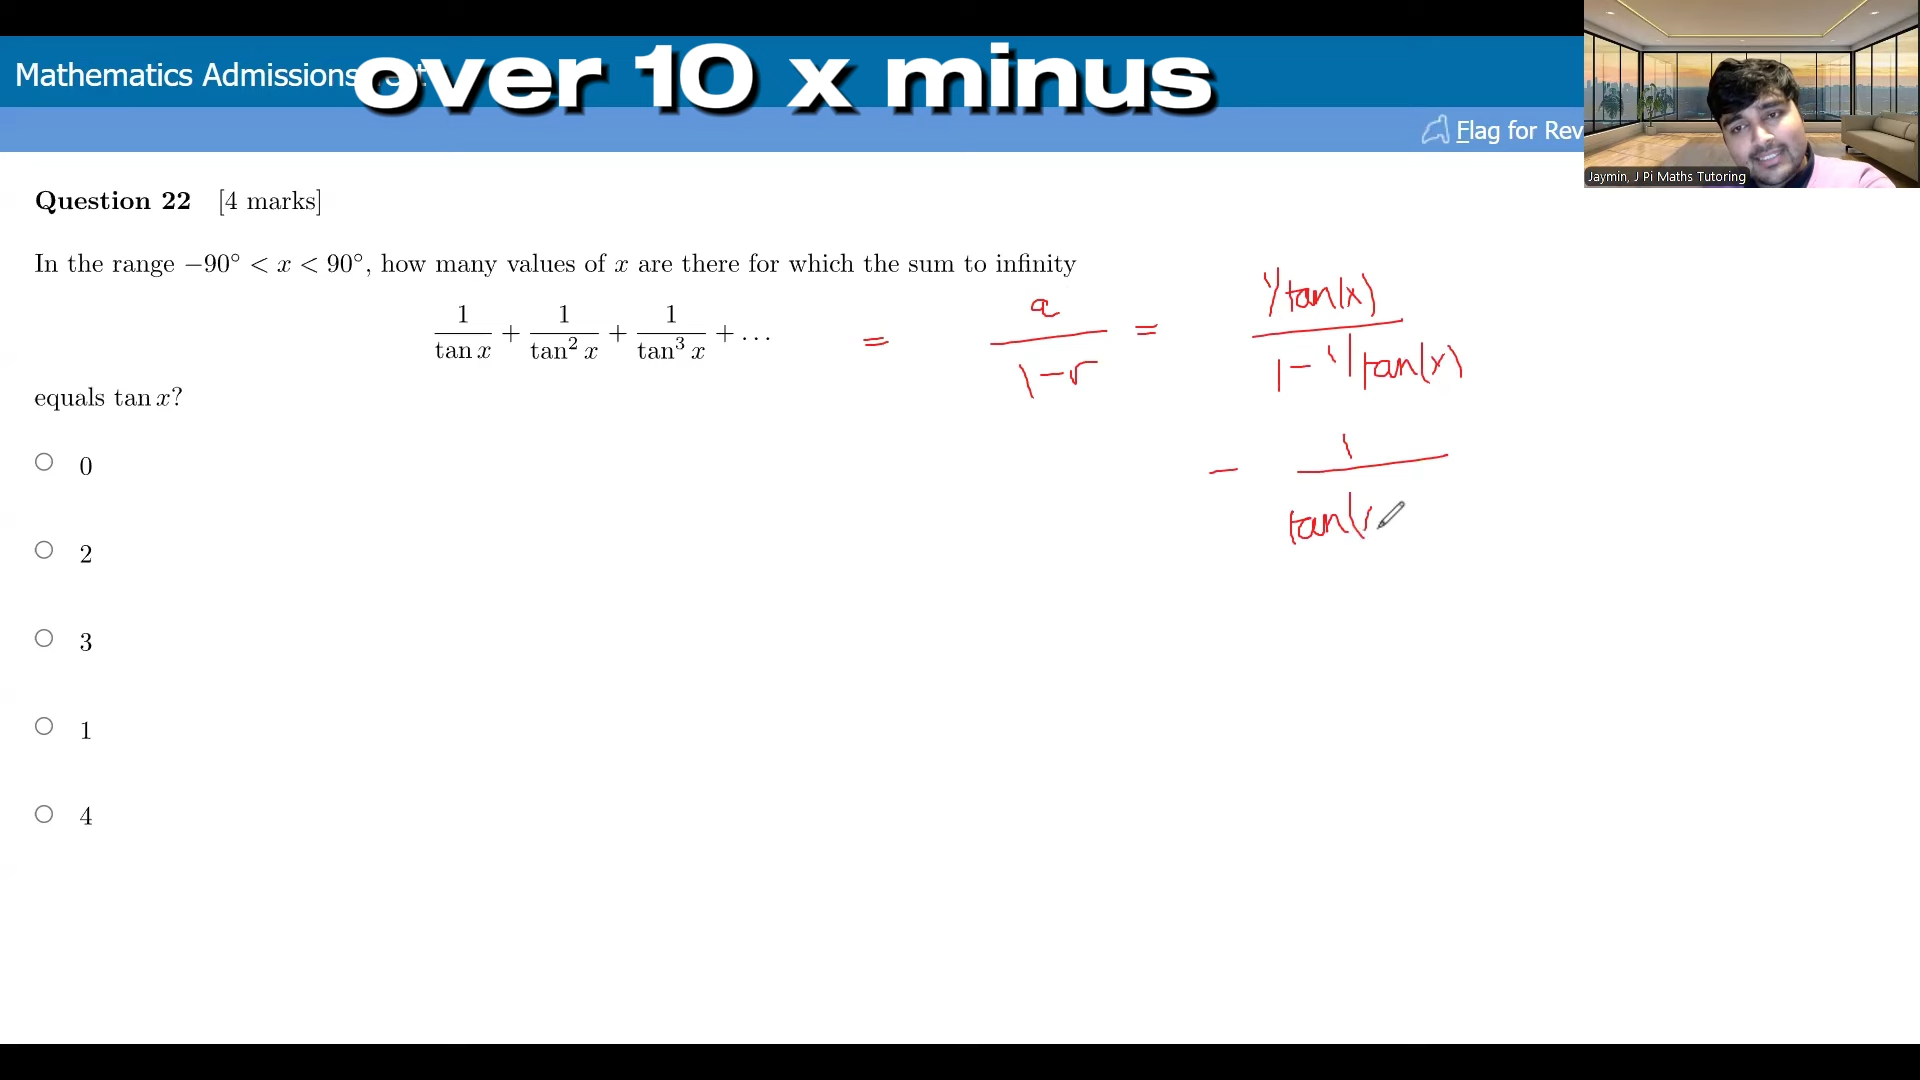 Mathematics Admissions
over 10 x minus
Flag for Rev
Jaymin, J Pi Maths Tutoring
Question 22 [4 marks]
In the range −90° < x < 90°, how many values of x are there for which the sum to infinity
1/tan x + 1/tan² x + 1/tan³ x + ... = a/(1−r) = (1/tan(x))/(1 − 1/tan(x))
equals tan x?
− 1/tan(
0
2
3
1
4